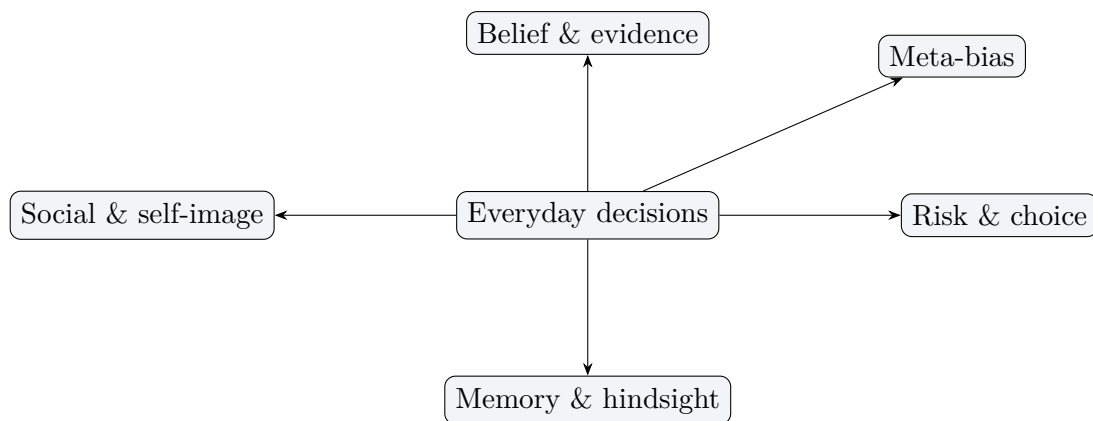 Belief & evidence
Meta-bias
Social & self-image
Everyday decisions
Risk & choice
Memory & hindsight